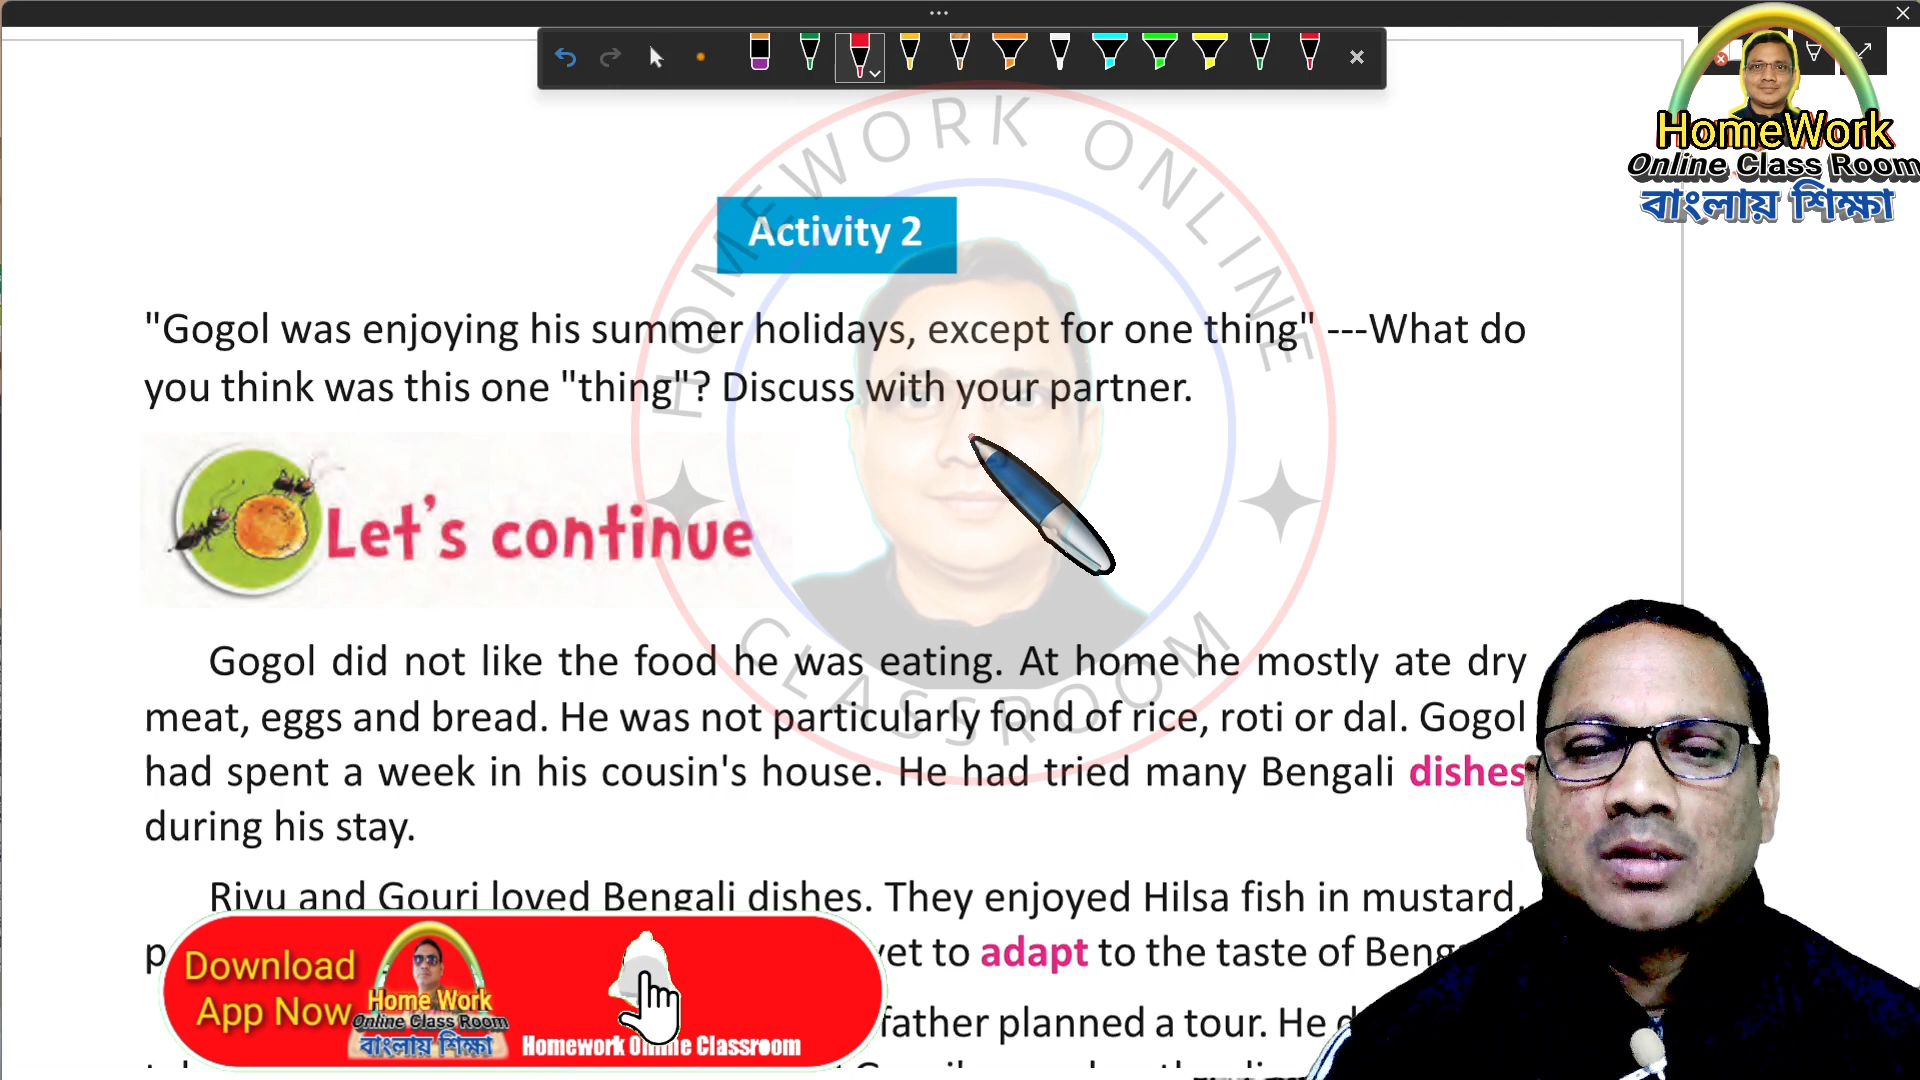 HomeWork
Online Class Room
বাংলায় শিক্ষা
HOMEWORK ONLINE
CLASSROOM
Activity 2
"Gogol was enjoying his summer holidays, except for one thing" ---What do
you think was this one "thing"? Discuss with your partner.
Let's continue
Gogol did not like the food he was eating. At home he mostly ate dry
meat, eggs and bread. He was not particularly fond of rice, roti or dal. Gogol
had spent a week in his cousin's house. He had tried many Bengali dishes
during his stay.
Rivu and Gouri loved Bengali dishes. They enjoyed Hilsa fish in mustard,
yet to adapt to the taste of
father planned a tour. He
Download
App Now
Home Work
Online Class Room
বাংলায় শিক্ষা
Homework Online Classroom